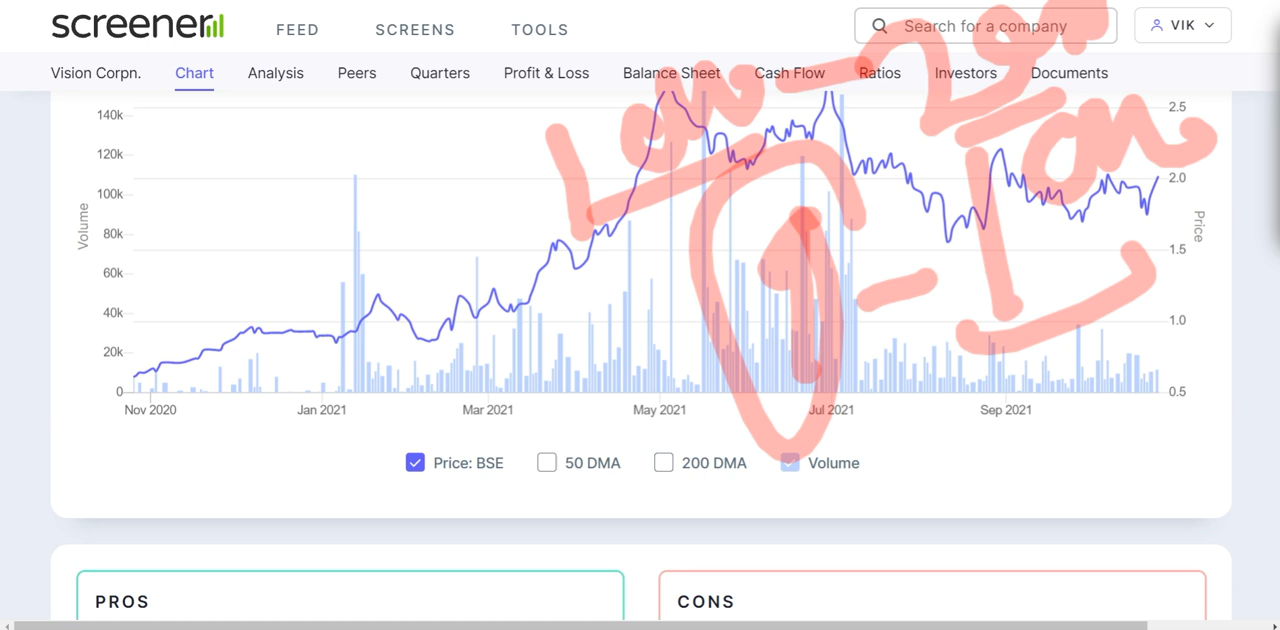 screener
FEED SCREENS TOOLS
Search for a company
VIK
Vision Corpn. Chart Analysis Peers Quarters Profit & Loss Balance Sheet Cash Flow Ratios Investors Documents
140k 2.5
120k
2.0
100k
80k
1.5
60k
40k 1.0
20k
0 0.5
Volume
Price
Nov 2020 Jan 2021 Mar 2021 May 2021 Jul 2021 Sep 2021
Price: BSE 50 DMA 200 DMA Volume
PROS CONS